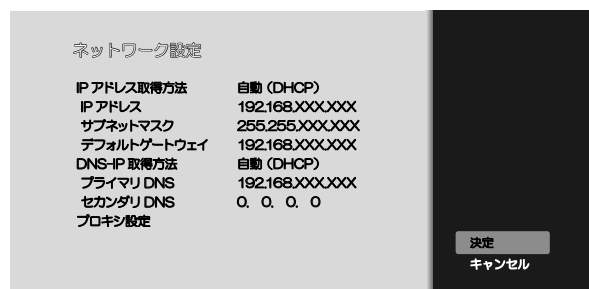 ネットワーク設定
IP アドレス取得方法 自動（DHCP）
IP アドレス 192.168.XXX.XXX
サブネットマスク 255.255.XXX.XXX
デフォルトゲートウェイ 192.168.XXX.XXX
DNS-IP 取得方法 自動（DHCP）
プライマリ DNS 192.168.XXX.XXX
セカンダリ DNS 0. 0. 0. 0
プロキシ設定
決定
キャンセル